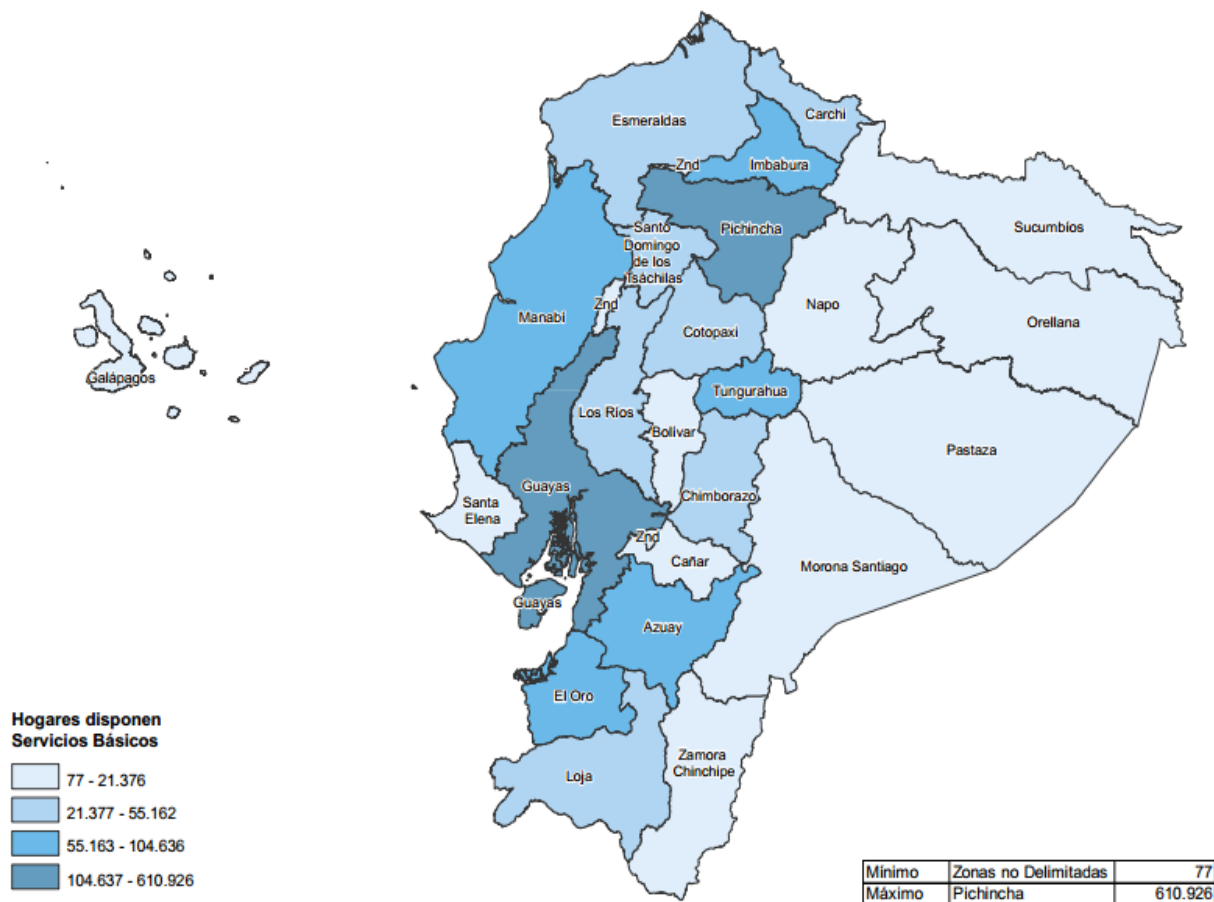 Esmeraldas
Carchi
Znd
Imbabura
Sucumbíos
Santo
Domingo
de los
Tsáchilas
Pichincha
Napo
Orellana
Znd
Manabí
Cotopaxi
Galápagos
Tungurahua
Los Ríos
Bolívar
Pastaza
Guayas
Chimborazo
Santa
Elena
Znd
Cañar
Morona Santiago
Guayas
Azuay
El Oro
Zamora
Chinchipe
Loja
Hogares disponen
Servicios Básicos
77 - 21.376
21.377 - 55.162
55.163 - 104.636
104.637 - 610.926
Mínimo Zonas no Delimitadas 77
Máximo Pichincha 610.926